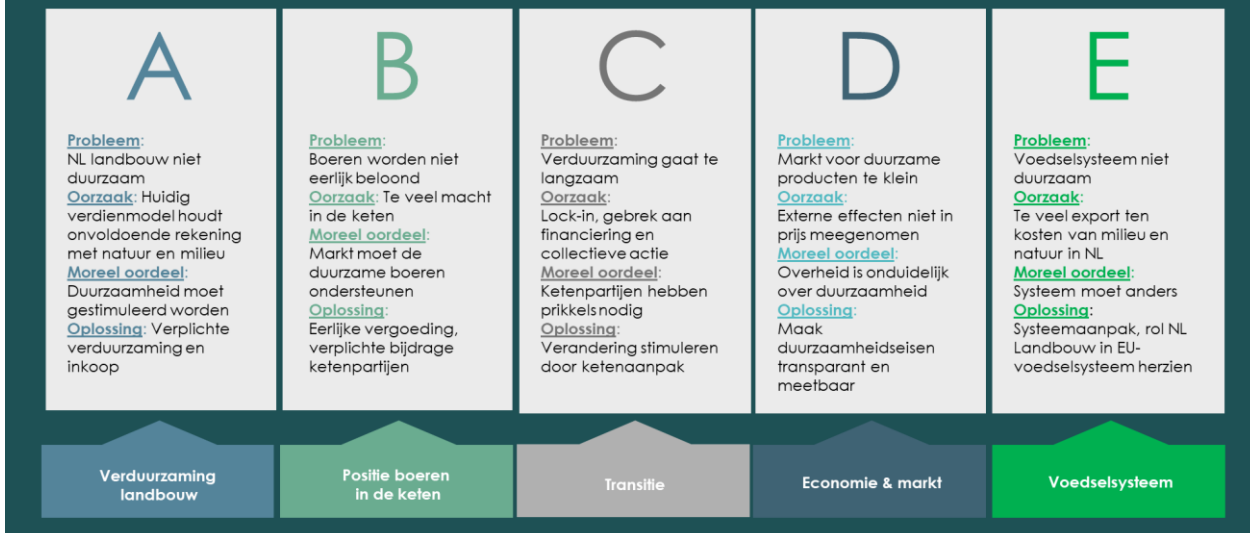 A
Probleem:
NL landbouw niet
duurzaam
Oorzaak: Huidig
verdienmodel houdt
onvoldoende rekening
met natuur en milieu
Moreel oordeel:
Duurzaamheid moet
gestimuleerd worden
Oplossing: Verplichte
verduurzaming en
inkoop
Verduurzaming
landbouw
B
Probleem:
Boeren worden niet
eerlijk beloond
Oorzaak: Te veel macht
in de keten
Moreel oordeel:
Markt moet de
duurzame boeren
ondersteunen
Oplossing:
Eerlijke vergoeding,
verplichte bijdrage
ketenpartijen
Positie boeren
in de keten
C
Probleem:
Verduurzaming gaat te
langzaam
Oorzaak:
Lock-in, gebrek aan
financiering en
collectieve actie
Moreel oordeel:
Ketenpartijen hebben
prikkels nodig
Oplossing:
Verandering stimuleren
door ketenaanpak
Transitie
D
Probleem:
Markt voor duurzame
producten te klein
Oorzaak:
Externe effecten niet in
prijs meegenomen
Moreel oordeel:
Overheid is onduidelijk
over duurzaamheid
Oplossing:
Maak
duurzaamheidseisen
transparant en
meetbaar
Economie & markt
E
Probleem:
Voedselsysteem niet
duurzaam
Oorzaak:
Te veel export ten
kosten van milieu en
natuur in NL
Moreel oordeel:
Systeem moet anders
Oplossing:
Systeemaanpak, rol NL
Landbouw in EU-
voedselsysteem herzien
Voedselsysteem